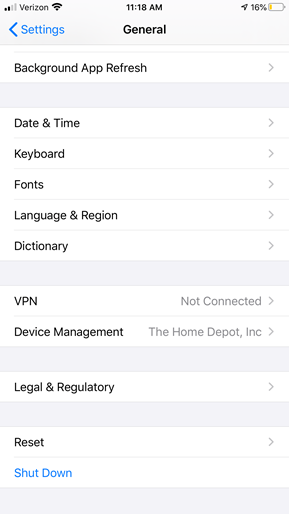 Verizon 11:18 AM 16%
Settings General
Background App Refresh
Date & Time
Keyboard
Fonts
Language & Region
Dictionary
VPN Not Connected
Device Management The Home Depot, Inc
Legal & Regulatory
Reset
Shut Down